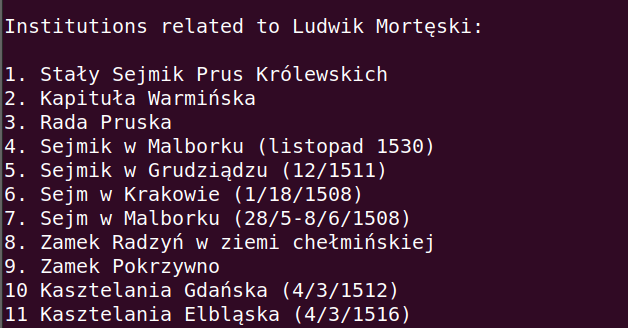 Institutions related to Ludwik Mortęski:
1. Stały Sejmik Prus Królewskich
2. Kapituła Warmińska
3. Rada Pruska
4. Sejmik w Malborku (listopad 1530)
5. Sejmik w Grudziądzu (12/1511)
6. Sejm w Krakowie (1/18/1508)
7. Sejm w Malborku (28/5-8/6/1508)
8. Zamek Radzyń w ziemi chełmińskiej
9. Zamek Pokrzywno
10 Kasztelania Gdańska (4/3/1512)
11 Kasztelania Elbląska (4/3/1516)